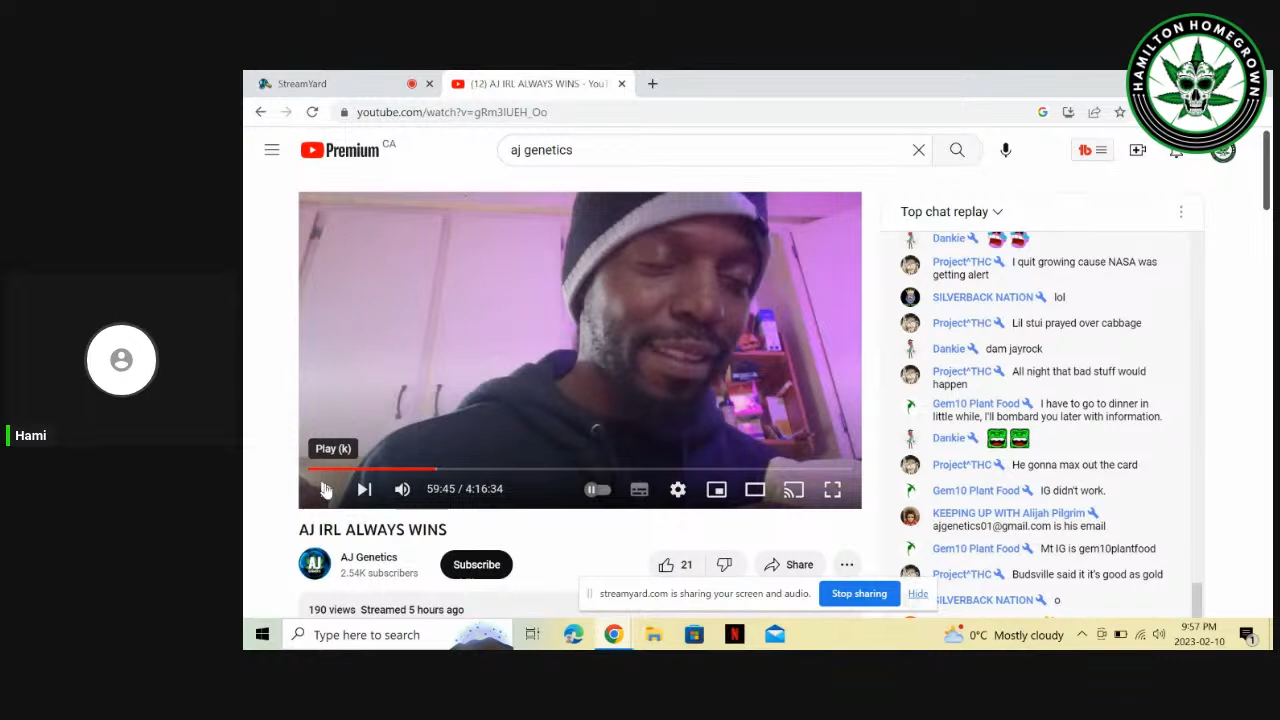 HAMILTON HOMEGROWN
StreamYard
(12) AJ IRL ALWAYS WINS - YouT
youtube.com/watch?v=gRm3lUEH_Oo
Premium CA
aj genetics
Top chat replay
Dankie
Project^THC I quit growing cause NASA was
getting alert
SILVERBACK NATION lol
Project^THC Lil stui prayed over cabbage
Dankie dam jayrock
Project^THC All night that bad stuff would
happen
Gem10 Plant Food I have to go to dinner in
little while, I'll bombard you later with information.
Dankie
Project^THC He gonna max out the card
Gem10 Plant Food IG didn't work.
KEEPING UP WITH Alijah Pilgrim
ajgenetics01@gmail.com is his email
Gem10 Plant Food Mt IG is gem10plantfood
Project^THC Budsville said it it's good as gold
SILVERBACK NATION o
Hami
Play (k)
59:45 / 4:16:34
AJ IRL ALWAYS WINS
AJ
AJ Genetics
2.54K subscribers
Subscribe
21
Share
190 views Streamed 5 hours ago
streamyard.com is sharing your screen and audio.
Stop sharing
Hide
Type here to search
N
0°C Mostly cloudy
9:57 PM
2023-02-10
1